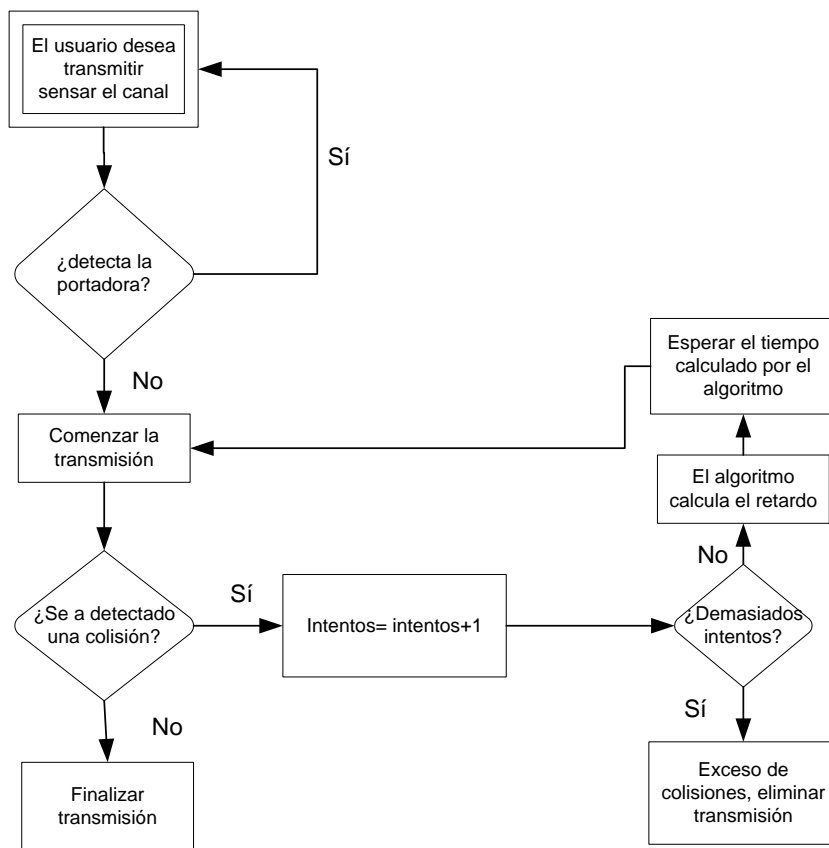 El usuario desea
transmitir
sensar el canal
Sí
¿detecta la
portadora?
No
Esperar el tiempo
calculado por el
algoritmo
Comenzar la
transmisión
El algoritmo
calcula el retardo
No
¿Se a detectado
una colisión?
Sí
Intentos= intentos+1
¿Demasiados
intentos?
No
Sí
Finalizar
transmisión
Exceso de
colisiones, eliminar
transmisión